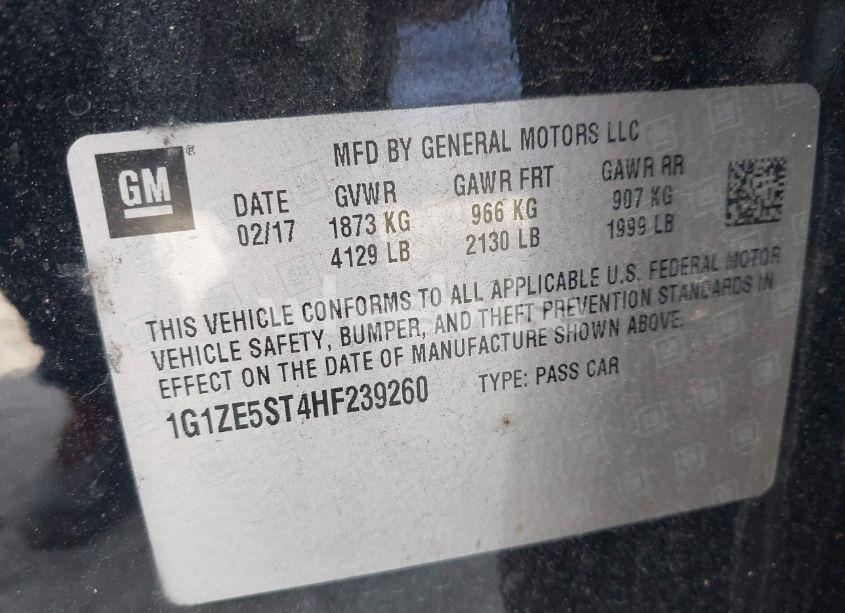 GM®
MFD BY GENERAL MOTORS LLC
DATE GVWR GAWR FRT GAWR RR
02/17 1873 KG 966 KG 907 KG
4129 LB 2130 LB 1999 LB
THIS VEHICLE CONFORMS TO ALL APPLICABLE U.S. FEDERAL MOTOR
VEHICLE SAFETY, BUMPER, AND THEFT PREVENTION STANDARDS IN
EFFECT ON THE DATE OF MANUFACTURE SHOWN ABOVE.
1G1ZE5ST4HF239260 TYPE: PASS CAR